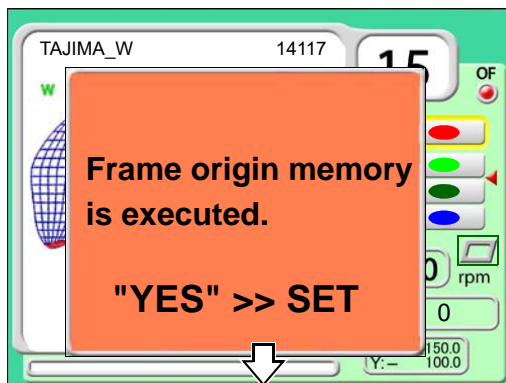 TAJIMA_W 14117
15
OF
W
Frame origin memory
is executed.
"YES" >> SET
0 rpm
0
150.0
Y: – 100.0